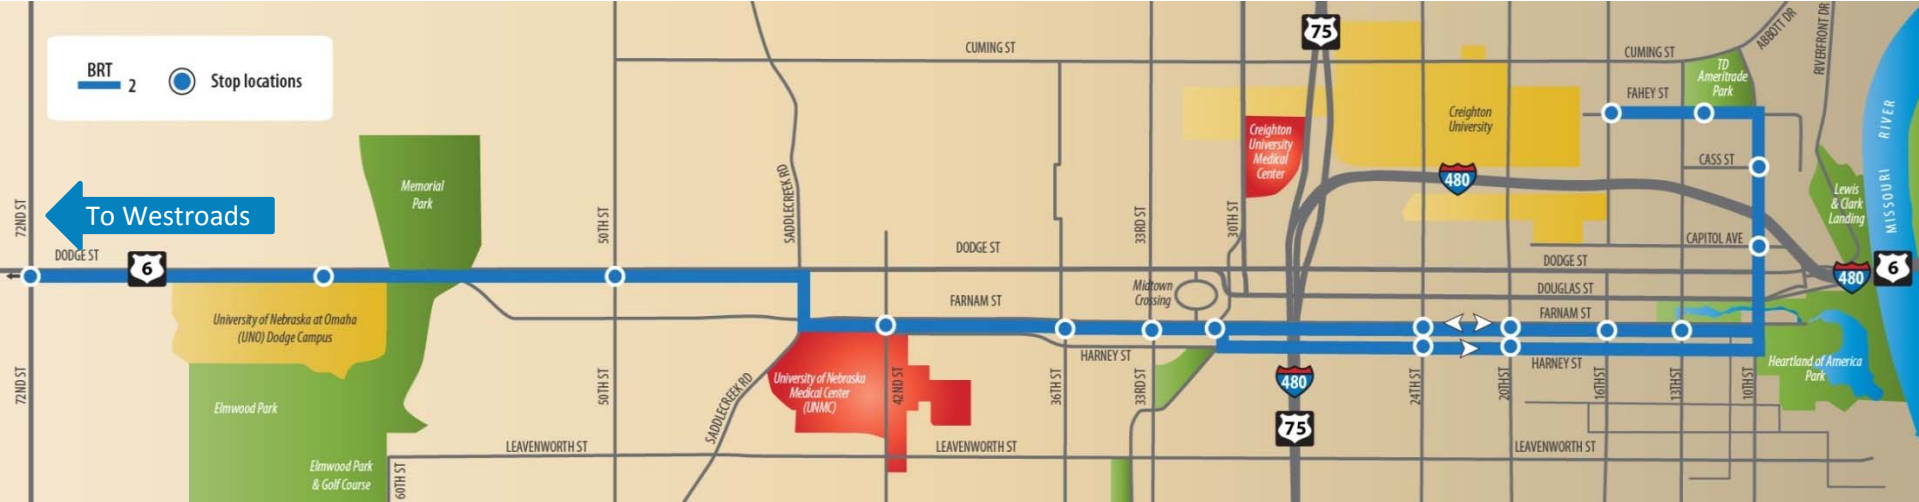 BRT
2
Stop locations
To Westroads
72ND ST
DODGE ST
6
Memorial
Park
50TH ST
SADDLECREEK RD
CUMING ST
DODGE ST
33RD ST
30TH ST
75
Creighton
University
Medical
Center
Creighton
University
480
CUMING ST
TD
Ameritrade
Park
FAHEY ST
ABBOTT DR
RIVERFRONT DR
CASS ST
CAPITOL AVE
Lewis
& Clark
Landing
MISSOURI RIVER
480
6
DODGE ST
DOUGLAS ST
FARNAM ST
HARNEY ST
Midtown
Crossing
FARNAM ST
HARNEY ST
University of Nebraska at Omaha
(UNO) Dodge Campus
72ND ST
Elmwood Park
Elmwood Park
& Golf Course
60TH ST
50TH ST
LEAVENWORTH ST
SADDLECREEK RD
University of Nebraska
Medical Center
(UNMC)
42ND ST
LEAVENWORTH ST
36TH ST
33RD ST
480
75
24TH ST
20TH ST
16TH ST
13TH ST
10TH ST
LEAVENWORTH ST
Heartland of America
Park